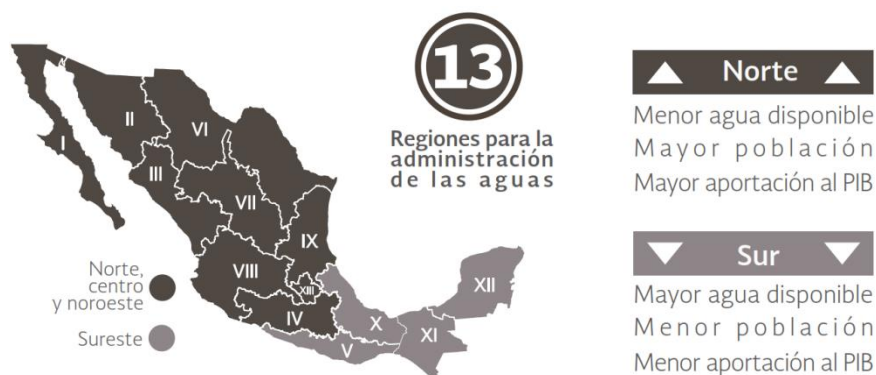 13
Regiones para la
administración
de las aguas
I
II
III
VI
VII
VIII
IX
XIII
IV
V
X
XI
XII
Norte,
centro
y noroeste
Sureste
Norte
Menor agua disponible
Mayor población
Mayor aportación al PIB
Sur
Mayor agua disponible
Menor población
Menor aportación al PIB